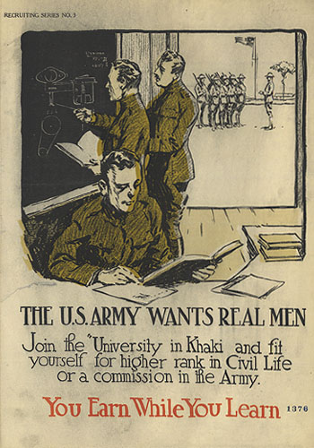 RECRUITING SERIES NO. 3
THE U.S. ARMY WANTS REAL MEN
Join the "University in Khaki and fit
yourself for higher rank in Civil Life
or a commission in the Army.
You Earn While You Learn
1376